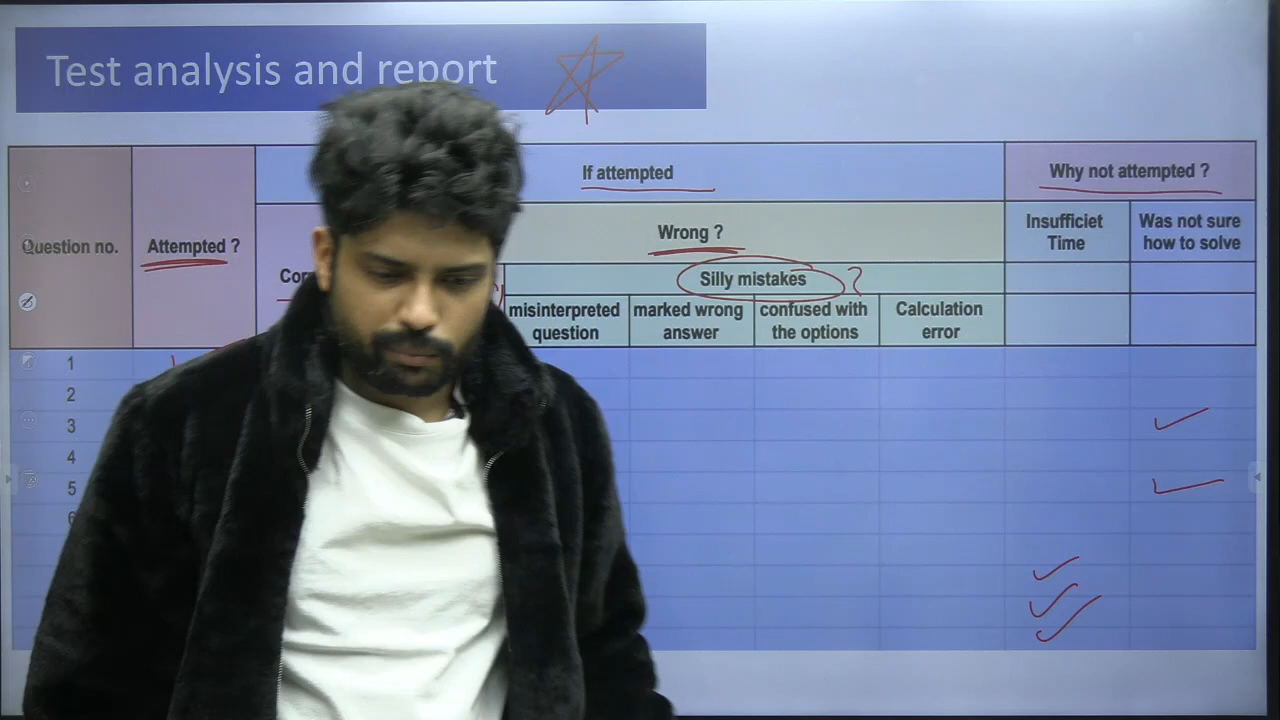 Test analysis and report
If attempted
Why not attempted ?
Question no.
Attempted ?
Wrong ?
Insufficiet
Time
Was not sure
how to solve
Silly mistakes ?
misinterpreted
question
marked wrong
answer
confused with
the options
Calculation
error
1
2
3
4
5